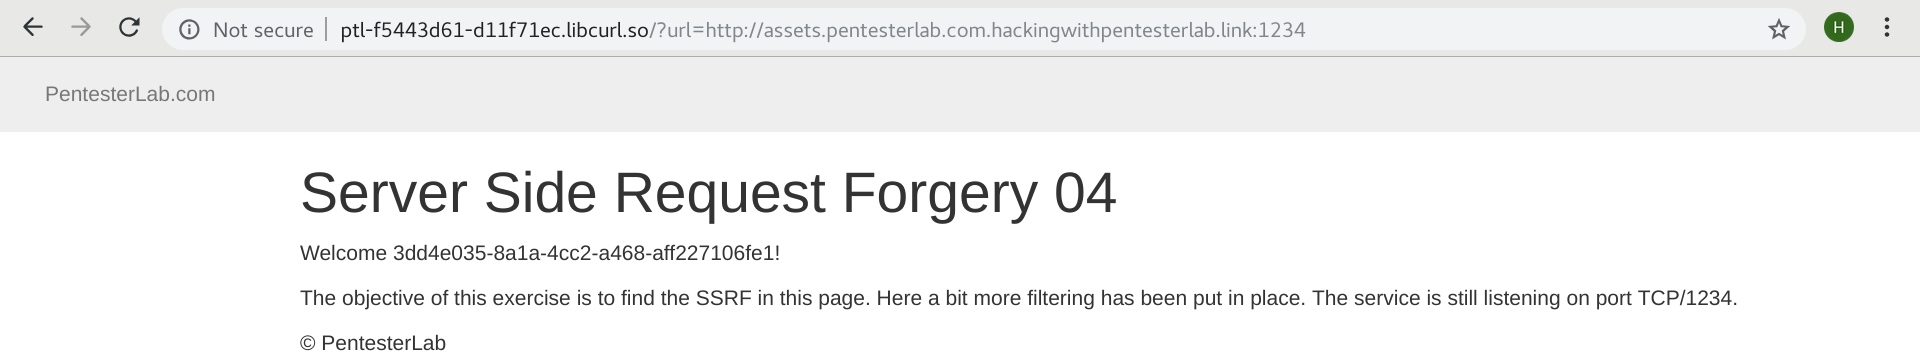 Not secure | ptl-f5443d61-d11f71ec.libcurl.so/?url=http://assets.pentesterlab.com.hackingwithpentesterlab.link:1234 H
PentesterLab.com
Server Side Request Forgery 04
Welcome 3dd4e035-8a1a-4cc2-a468-aff227106fe1!
The objective of this exercise is to find the SSRF in this page. Here a bit more filtering has been put in place. The service is still listening on port TCP/1234.
© PentesterLab